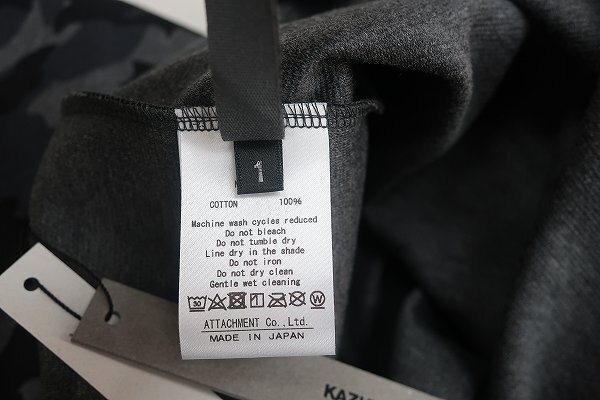 1
COTTON 100%
Machine wash cycles reduced
Do not bleach
Do not tumble dry
Line dry in the shade
Do not iron
Do not dry clean
Gentle wet cleaning
30 W
ATTACHMENT Co.,Ltd.
MADE IN JAPAN